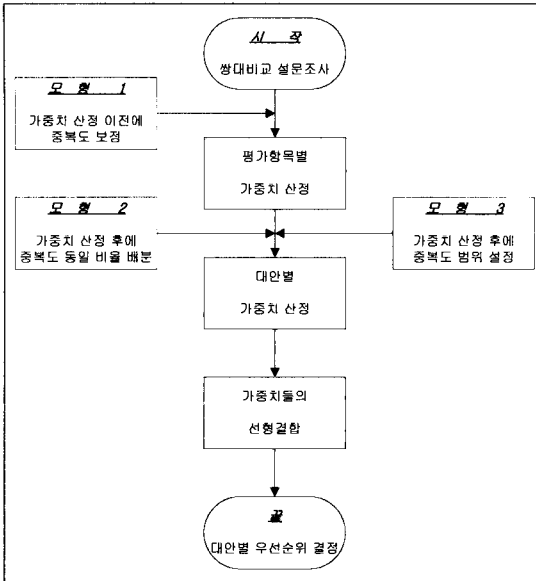 시 작
쌍대비교 설문조사
모 형 1
가중치 산정 이전에
중복도 보정
평가항목별
가중치 산정
모 형 2
가중치 산정 후에
중복도 동일 비율 배분
모 형 3
가중치 산정 후에
중복도 범위 설정
대안별
가중치 산정
가중치들의
선형결합
끝
대안별 우선순위 결정